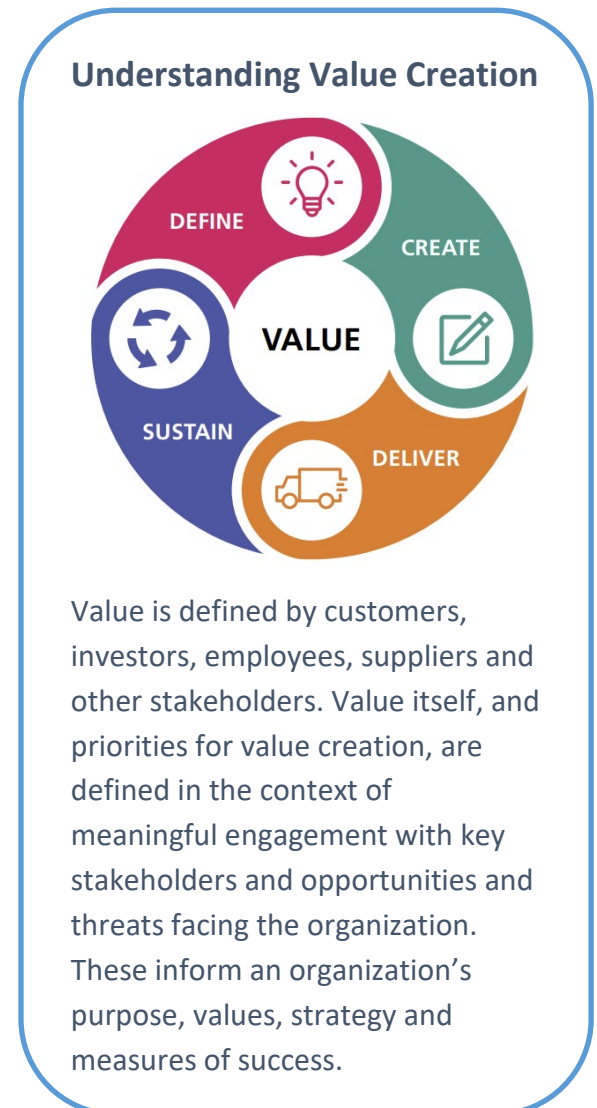 Understanding Value Creation
DEFINE
CREATE
VALUE
SUSTAIN
DELIVER
Value is defined by customers,
investors, employees, suppliers and
other stakeholders. Value itself, and
priorities for value creation, are
defined in the context of
meaningful engagement with key
stakeholders and opportunities and
threats facing the organization.
These inform an organization’s
purpose, values, strategy and
measures of success.